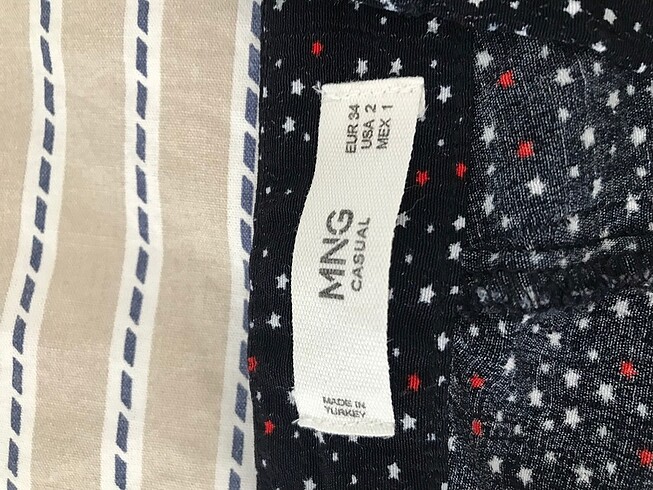 MNG
CASUAL
EUR 34
USA 2
MEX 1
MADE IN
TURKEY